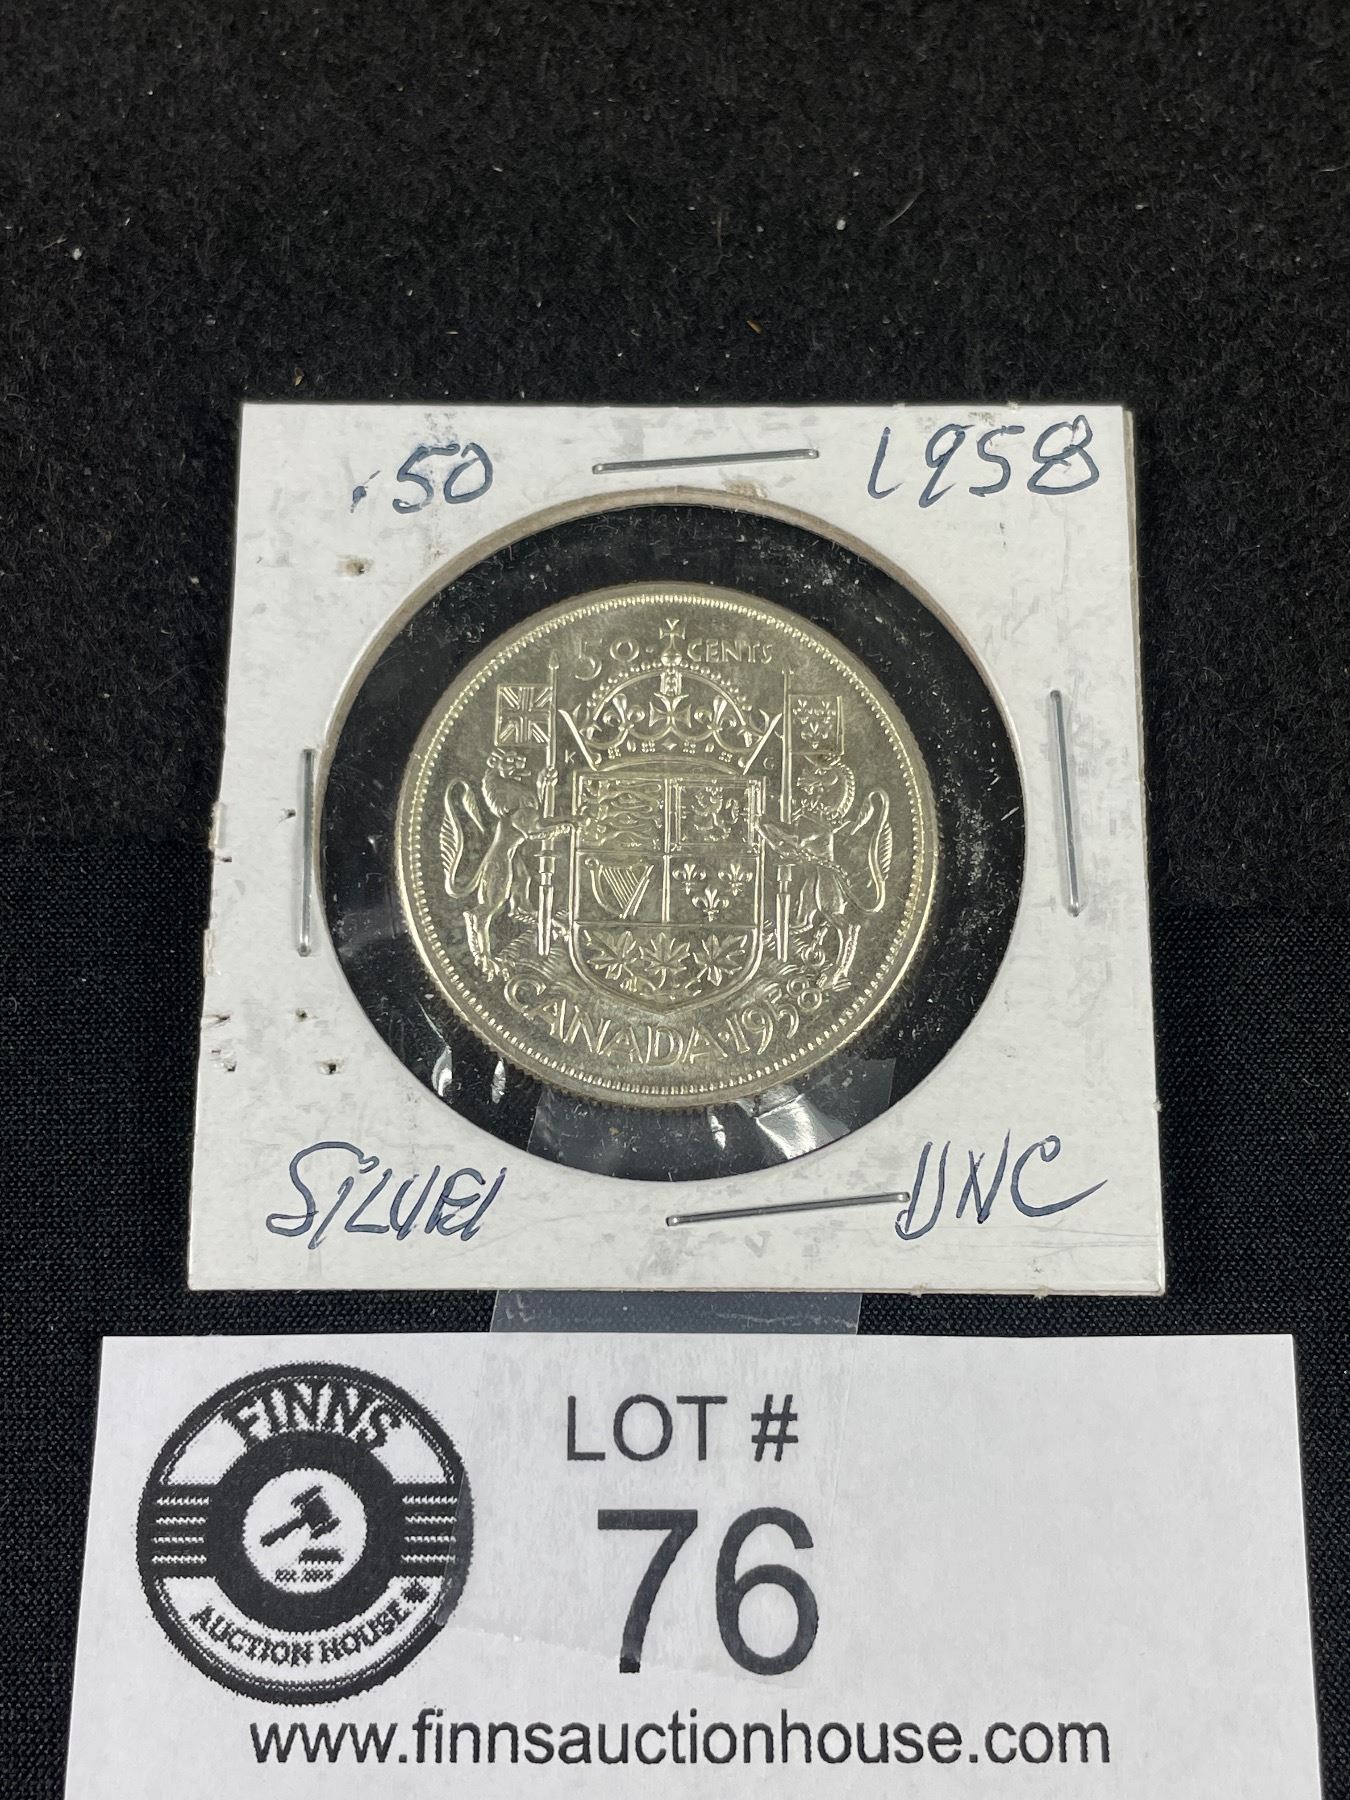 .50
1958
50 CENTS
K G
CANADA·1958
SILVER
UNC
FINNS
AUCTION HOUSE
LOT #
76
www.finnsauctionhouse.com